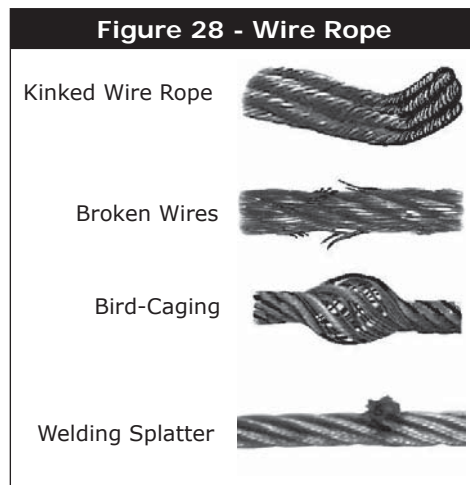 Figure 28 - Wire Rope
Kinked Wire Rope
Broken Wires
Bird-Caging
Welding Splatter